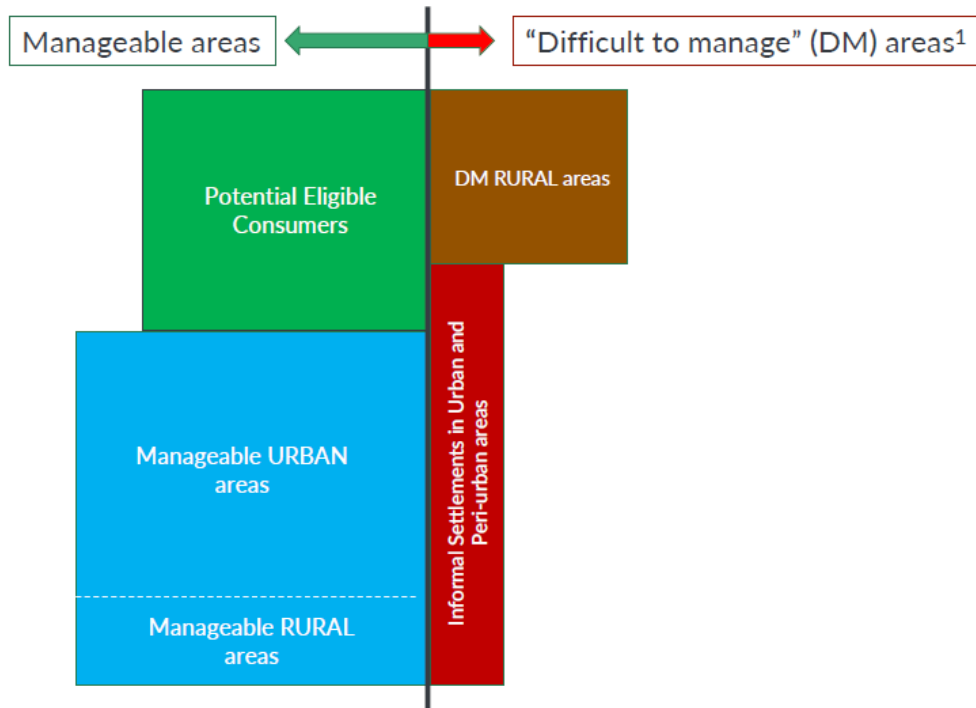 Manageable areas
“Difficult to manage” (DM) areas¹
Potential Eligible
Consumers
DM RURAL areas
Manageable URBAN
areas
Informal Settlements in Urban and
Peri-urban areas
Manageable RURAL
areas